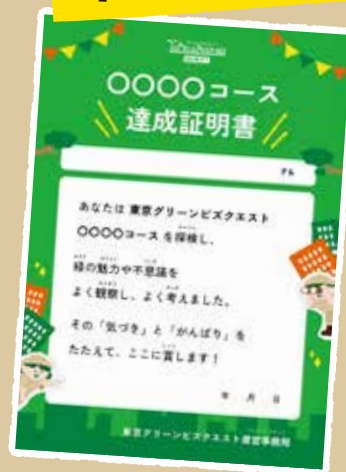 〇〇〇〇コース
達成証明書
さん
あなたは 東京グリーンビズクエスト
〇〇〇〇コース を探検し、
緑の魅力や不思議を
よく観察し、よく考えました。
その「気づき」と「がんばり」を
たたえて、ここに賞します！
年 月 日
東京グリーンビズクエスト運営事務局